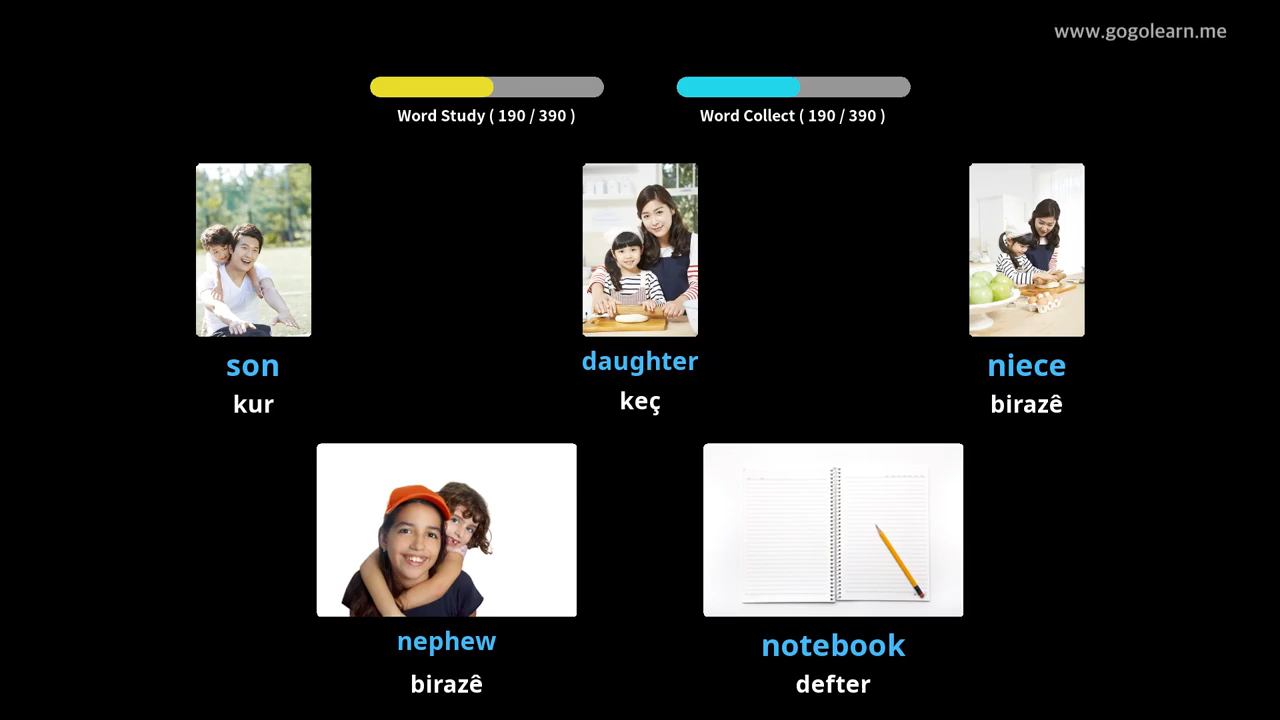 www.gogolearn.me
Word Study ( 190 / 390 )
Word Collect ( 190 / 390 )
son
kur
daughter
keç
niece
birazê
nephew
birazê
notebook
defter